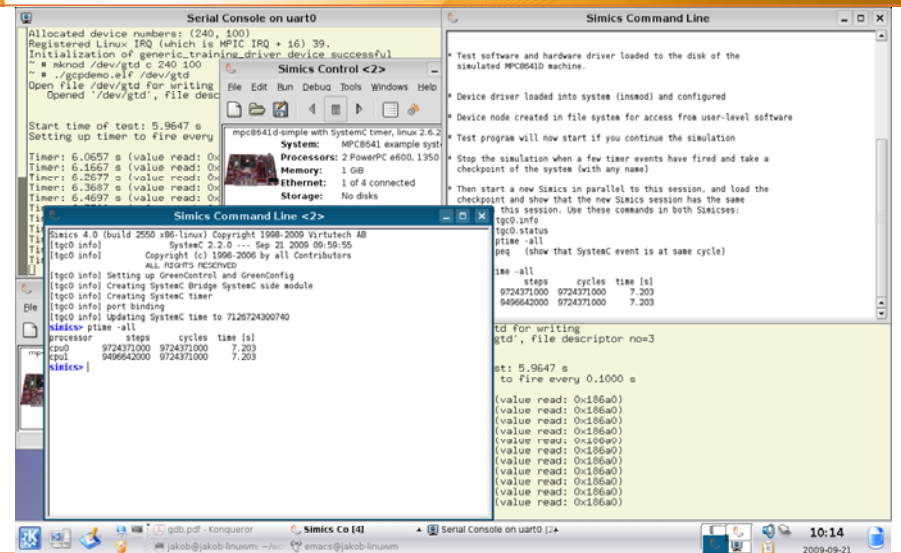 Serial Console on uart0
Allocated device numbers: (240, 100)
Registered Linux IRQ (which is MPIC IRQ + 16) 39.
Initialization of generic_training_driver device successful
~ # mknod /dev/gtd c 240 100
~ # ./gcpdemo.elf /dev/gtd
Open file /dev/gtd for writing
Opened '/dev/gtd', file desc
Start time of test: 5.9647 s
Setting up timer to fire every
Timer: 6.0657 s (value read: 0x
Timer: 6.1667 s (value read: 0x
Timer: 6.2677 s (value read: 0x
Timer: 6.3687 s (value read: 0x
Timer: 6.4697 s (value read: 0x
Simics Control <2>
File Edit Run Debug Tools Windows Help
mpc8641d-simple with SystemC timer, linux 2.6.2
System: MPC8641 example syst
Processors: 2 PowerPC e600, 1350
Memory: 1 GB
Ethernet: 1 of 4 connected
Storage: No disks
Simics Command Line
* Test software and hardware driver loaded to the disk of the
simulated MPC8641D machine.
* Device driver loaded into system (insmod) and configured
* Device node created in file system for access from user-level software
* Test program will now start if you continue the simulation
* Stop the simulation when a few timer events have fired and take a
checkpoint of the system (with any name)
* Then start a new Simics in parallel to this session, and load the
checkpoint and show that the new Simics session has the same
this session. Use these commands in both Simicses:
tgc0.info
tgc0.status
ptime -all
peq (show that SystemC event is at same cycle)
ime -all
steps cycles time [s]
9724371000 9724371000 7.203
9496642000 9724371000 7.203
Simics Command Line <2>
Simics 4.0 (build 2550 x86-linux) Copyright 1998-2009 Virtutech AB
[tgc0 info] SystemC 2.2.0 --- Sep 21 2009 09:59:55
[tgc0 info] Copyright (c) 1996-2006 by all Contributors
ALL RIGHTS RESERVED
[tgc0 info] Setting up GreenControl and GreenConfig
[tgc0 info] Creating SystemC Bridge SystemC side module
[tgc0 info] Creating SystemC timer
[tgc0 info] port binding
[tgc0 info] Updating SystemC time to 7126724300740
simics> ptime -all
processor steps cycles time [s]
cpu0 9724371000 9724371000 7.203
cpu1 9496642000 9724371000 7.203
simics>
File
td for writing
gtd', file descriptor no=3
st: 5.9647 s
to fire every 0.1000 s
(value read: 0x186a0)
(value read: 0x186a0)
(value read: 0x186a0)
(value read: 0x186a0)
(value read: 0x186a0)
(value read: 0x186a0)
(value read: 0x186a0)
(value read: 0x186a0)
(value read: 0x186a0)
(value read: 0x186a0)
(value read: 0x186a0)
gdb.pdf - Konqueror
Simics Co [4]
Serial Console on uart0 [2
jakob@jakob-linuxvm: ~/
emacs@jakob-linuxvm
10:14
2009-09-21